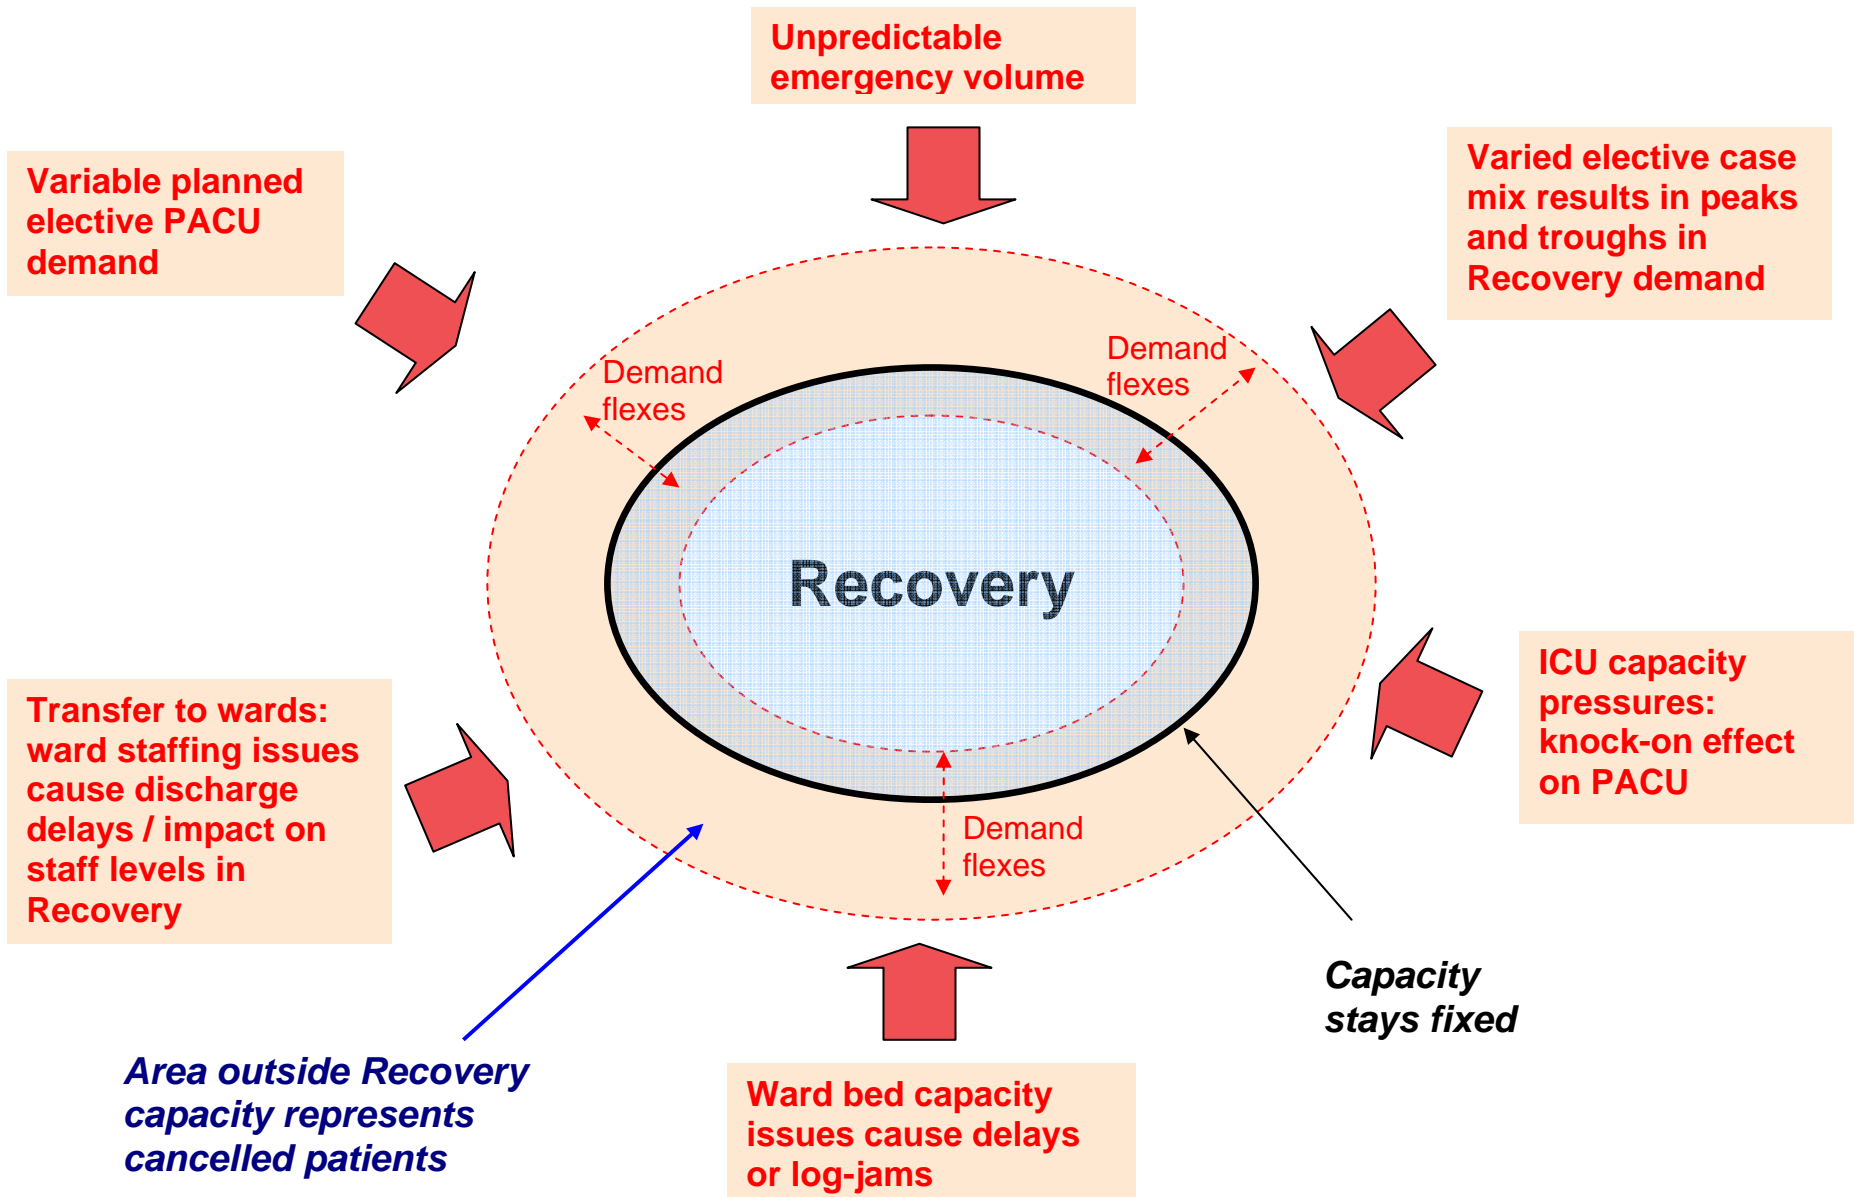 Unpredictable
emergency volume
Variable planned
elective PACU
demand
Varied elective case
mix results in peaks
and troughs in
Recovery demand
Demand
flexes
Demand
flexes
Recovery
ICU capacity
pressures:
knock-on effect
on PACU
Transfer to wards:
ward staffing issues
cause discharge
delays / impact on
staff levels in
Recovery
Demand
flexes
Capacity
stays fixed
Area outside Recovery
capacity represents
cancelled patients
Ward bed capacity
issues cause delays
or log-jams